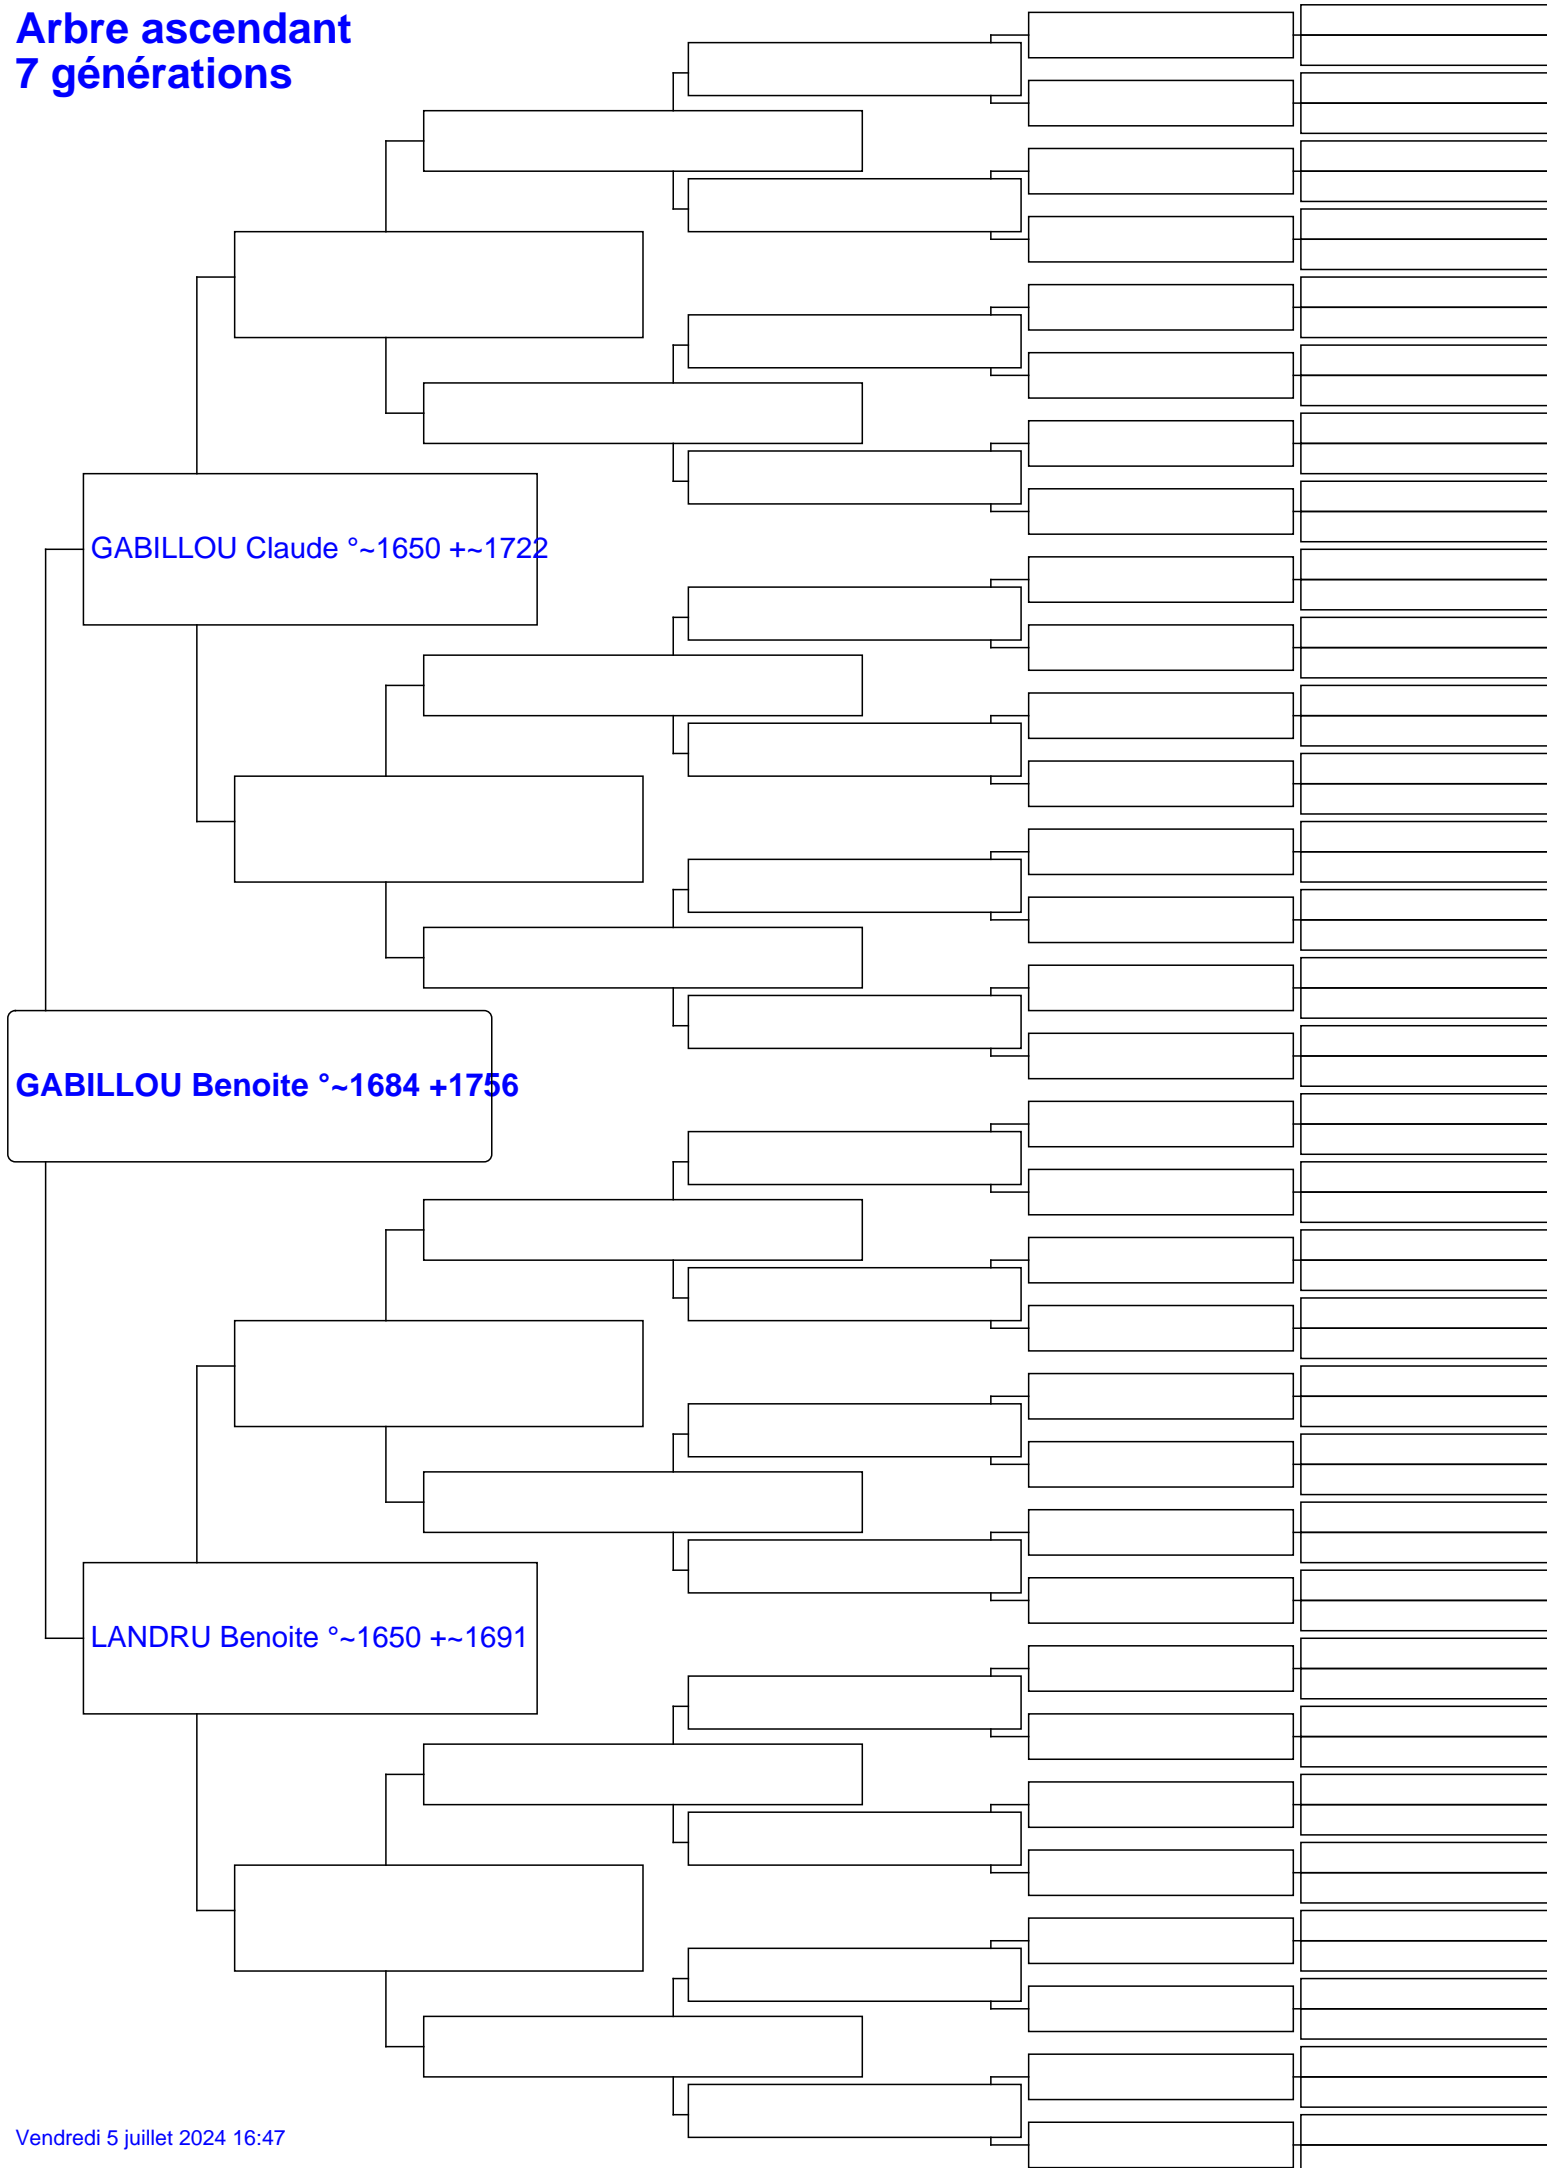 Arbre ascendant
7 générations
GABILLOU Claude °~1650 +~1722
GABILLOU Benoite °~1684 +1756
LANDRU Benoite °~1650 +~1691
Vendredi 5 juillet 2024 16:47